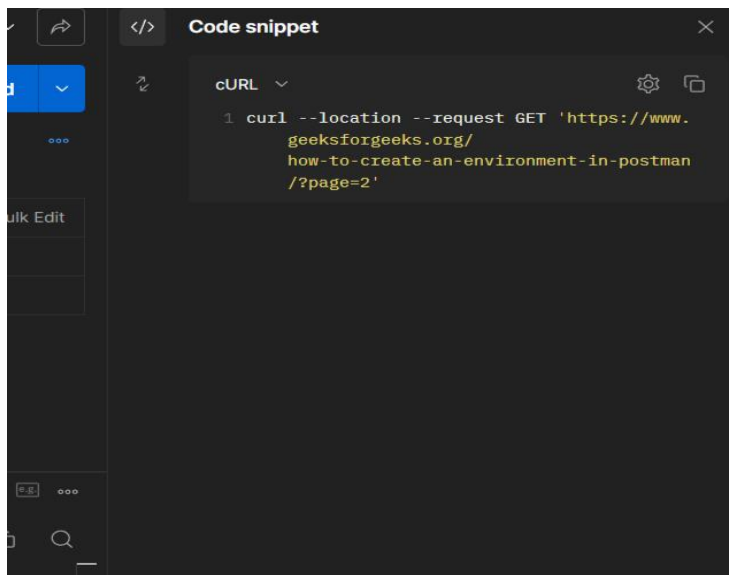 </> Code snippet
d
cURL
1 curl --location --request GET 'https://www.
geeksforgeeks.org/
how-to-create-an-environment-in-postman
/?page=2'
ulk Edit
e.g.